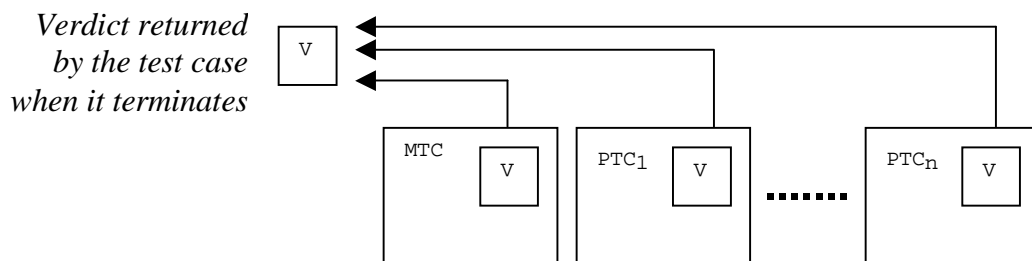 Verdict returned
by the test case
when it terminates
V
MTC
V
PTC1
V
PTCn
V